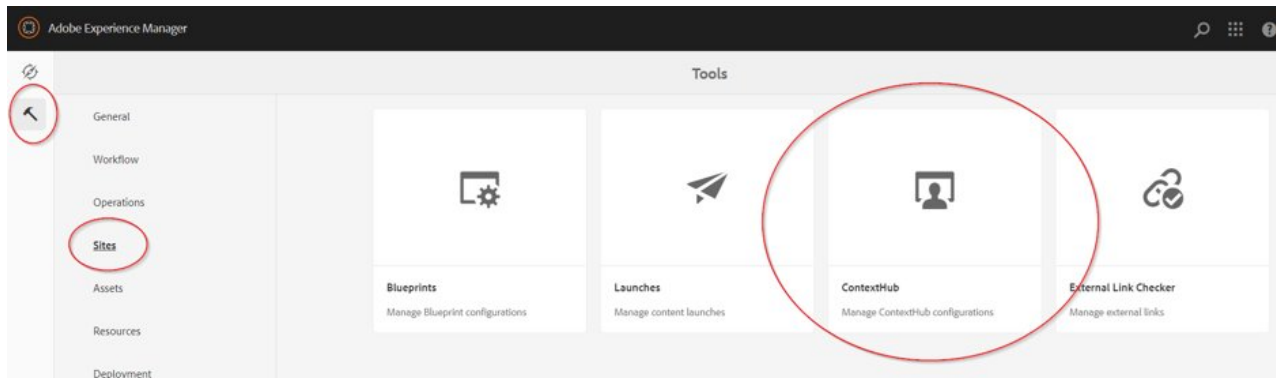 Adobe Experience Manager
Tools
General
Workflow
Operations
Sites
Assets
Resources
Deployment
Blueprints
Manage Blueprint configurations
Launches
Manage content launches
ContextHub
Manage ContextHub configurations
External Link Checker
Manage external links